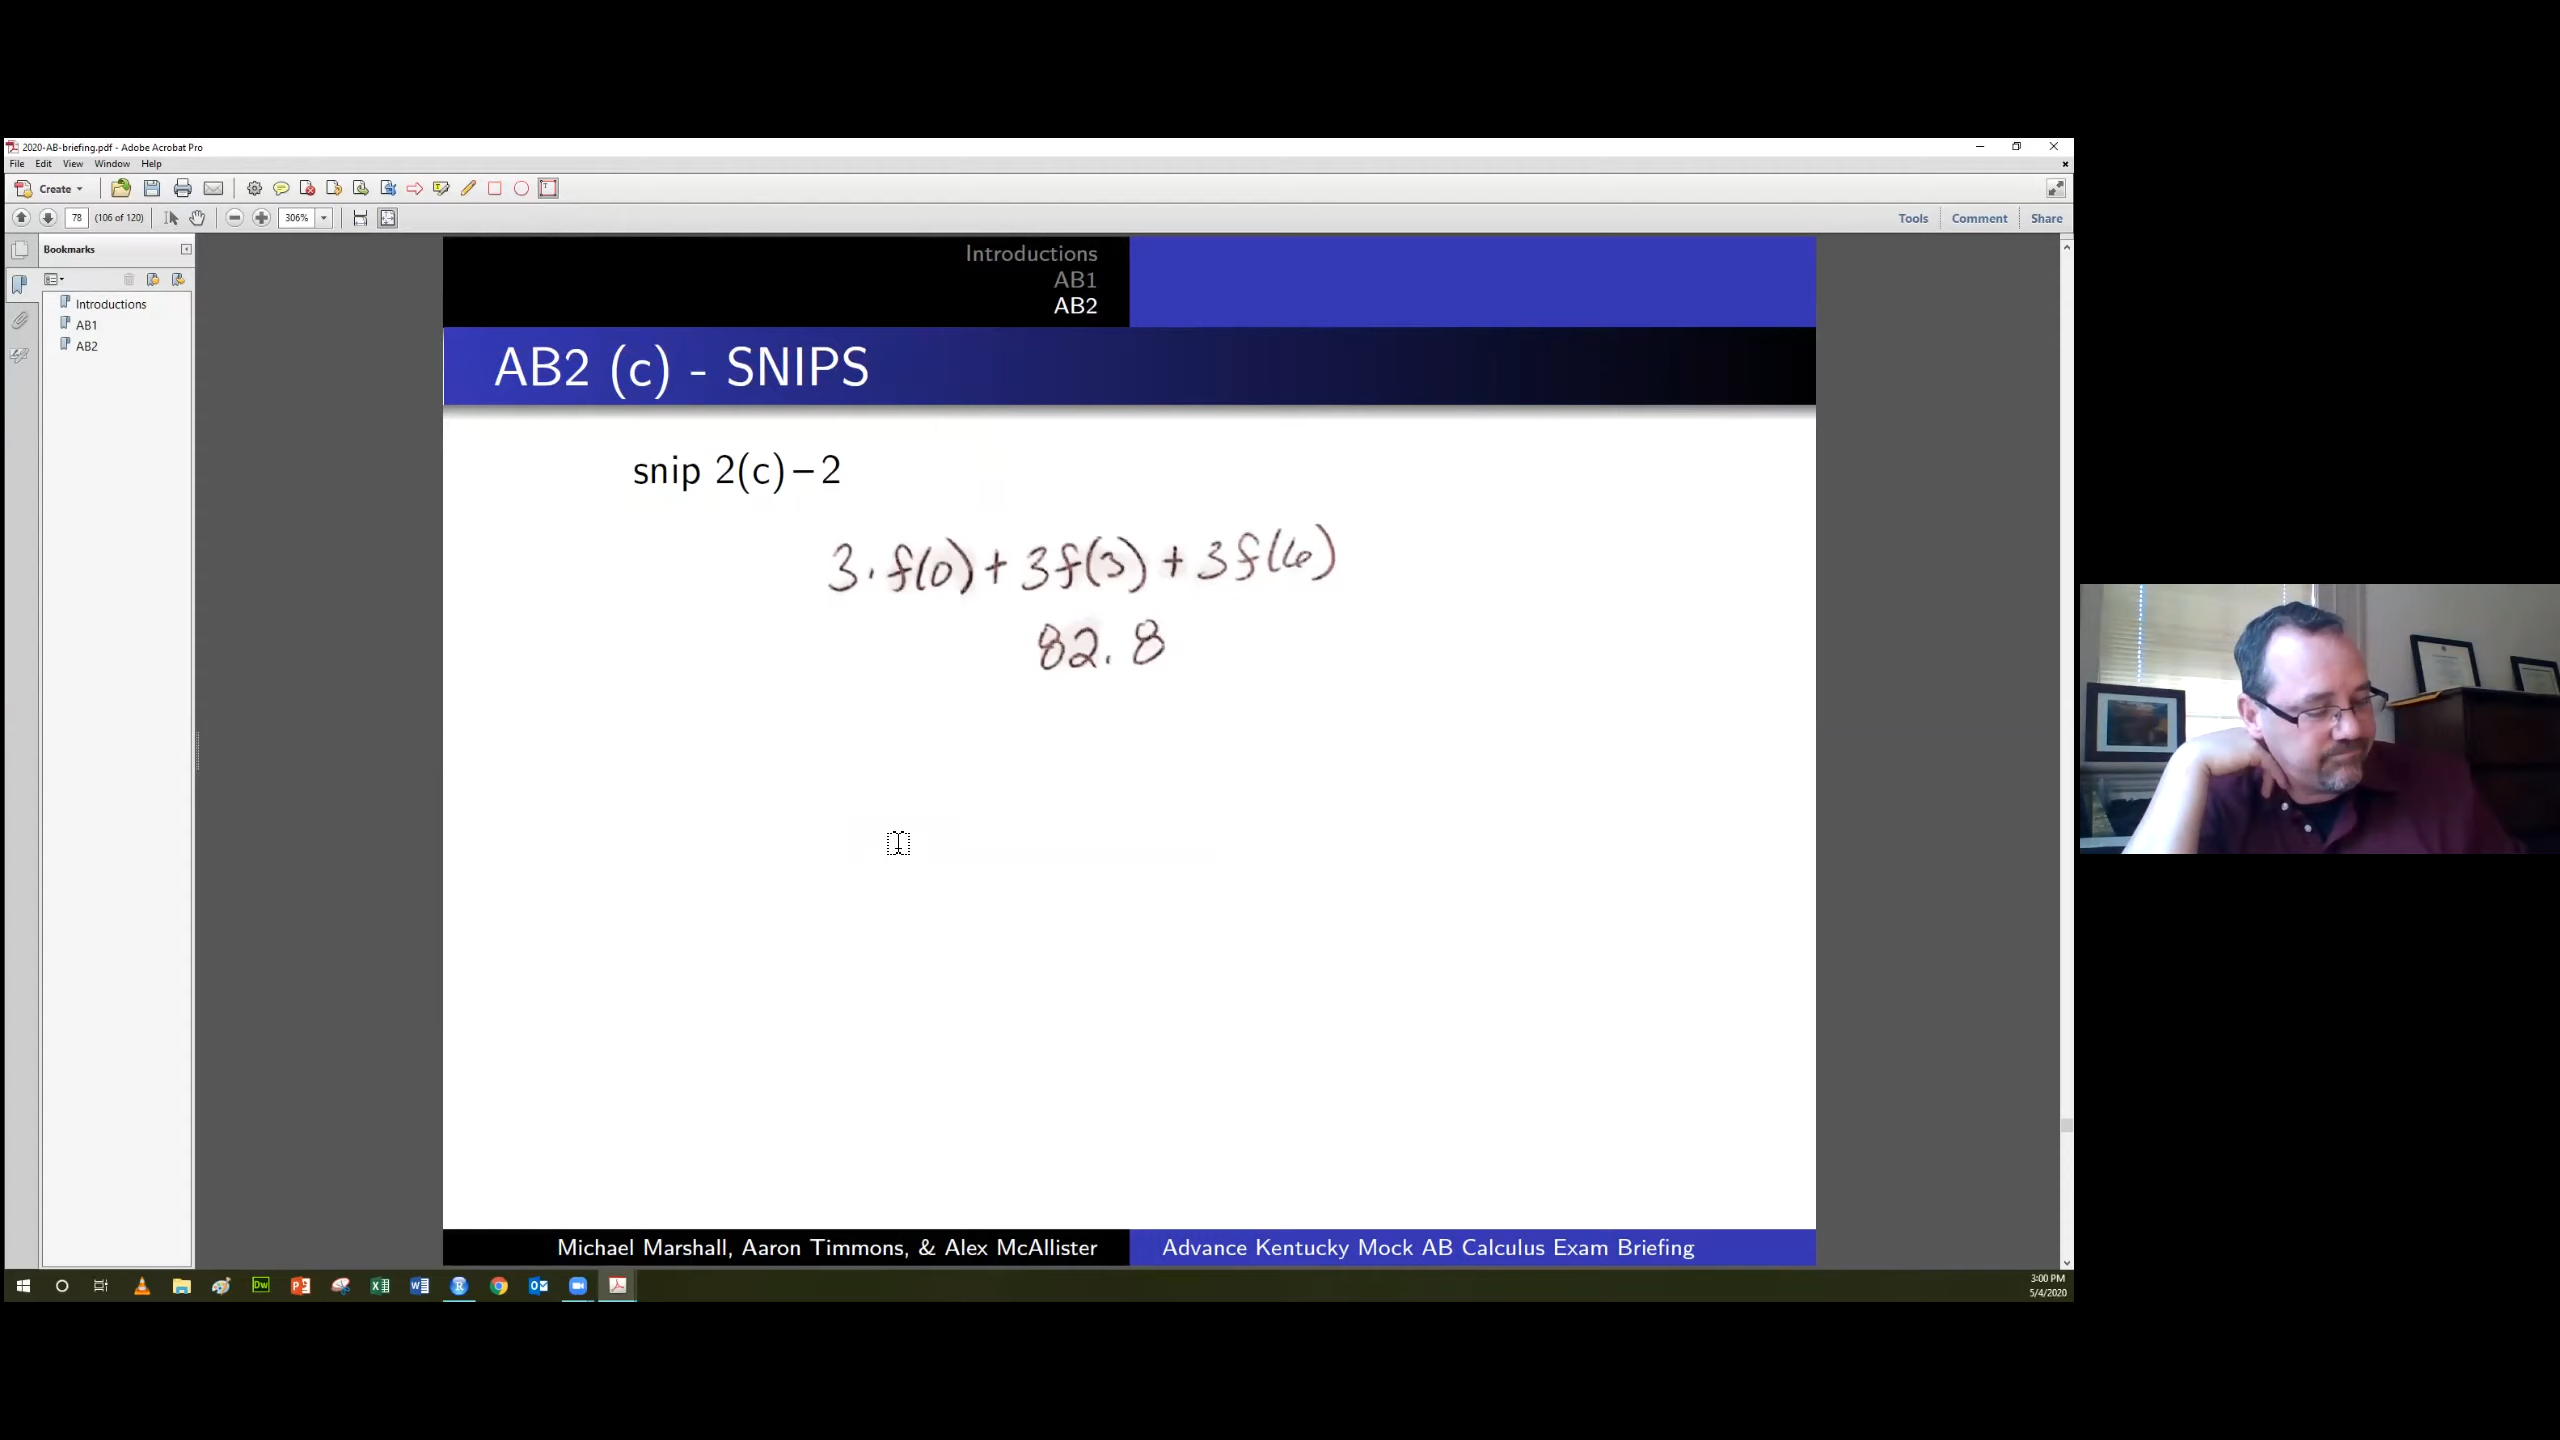 2020-AB-briefing.pdf - Adobe Acrobat Pro
File Edit View Window Help
Create
78 (106 of 120) 306% Tools Comment Share
Bookmarks
Introductions
AB1
AB2
Introductions
AB1
AB2
AB2 (c) - SNIPS
snip 2(c)−2
3·f(0)+3f(3)+3f(6)
82.8
Michael Marshall, Aaron Timmons, & Alex McAllister Advance Kentucky Mock AB Calculus Exam Briefing
3:00 PM
5/4/2020